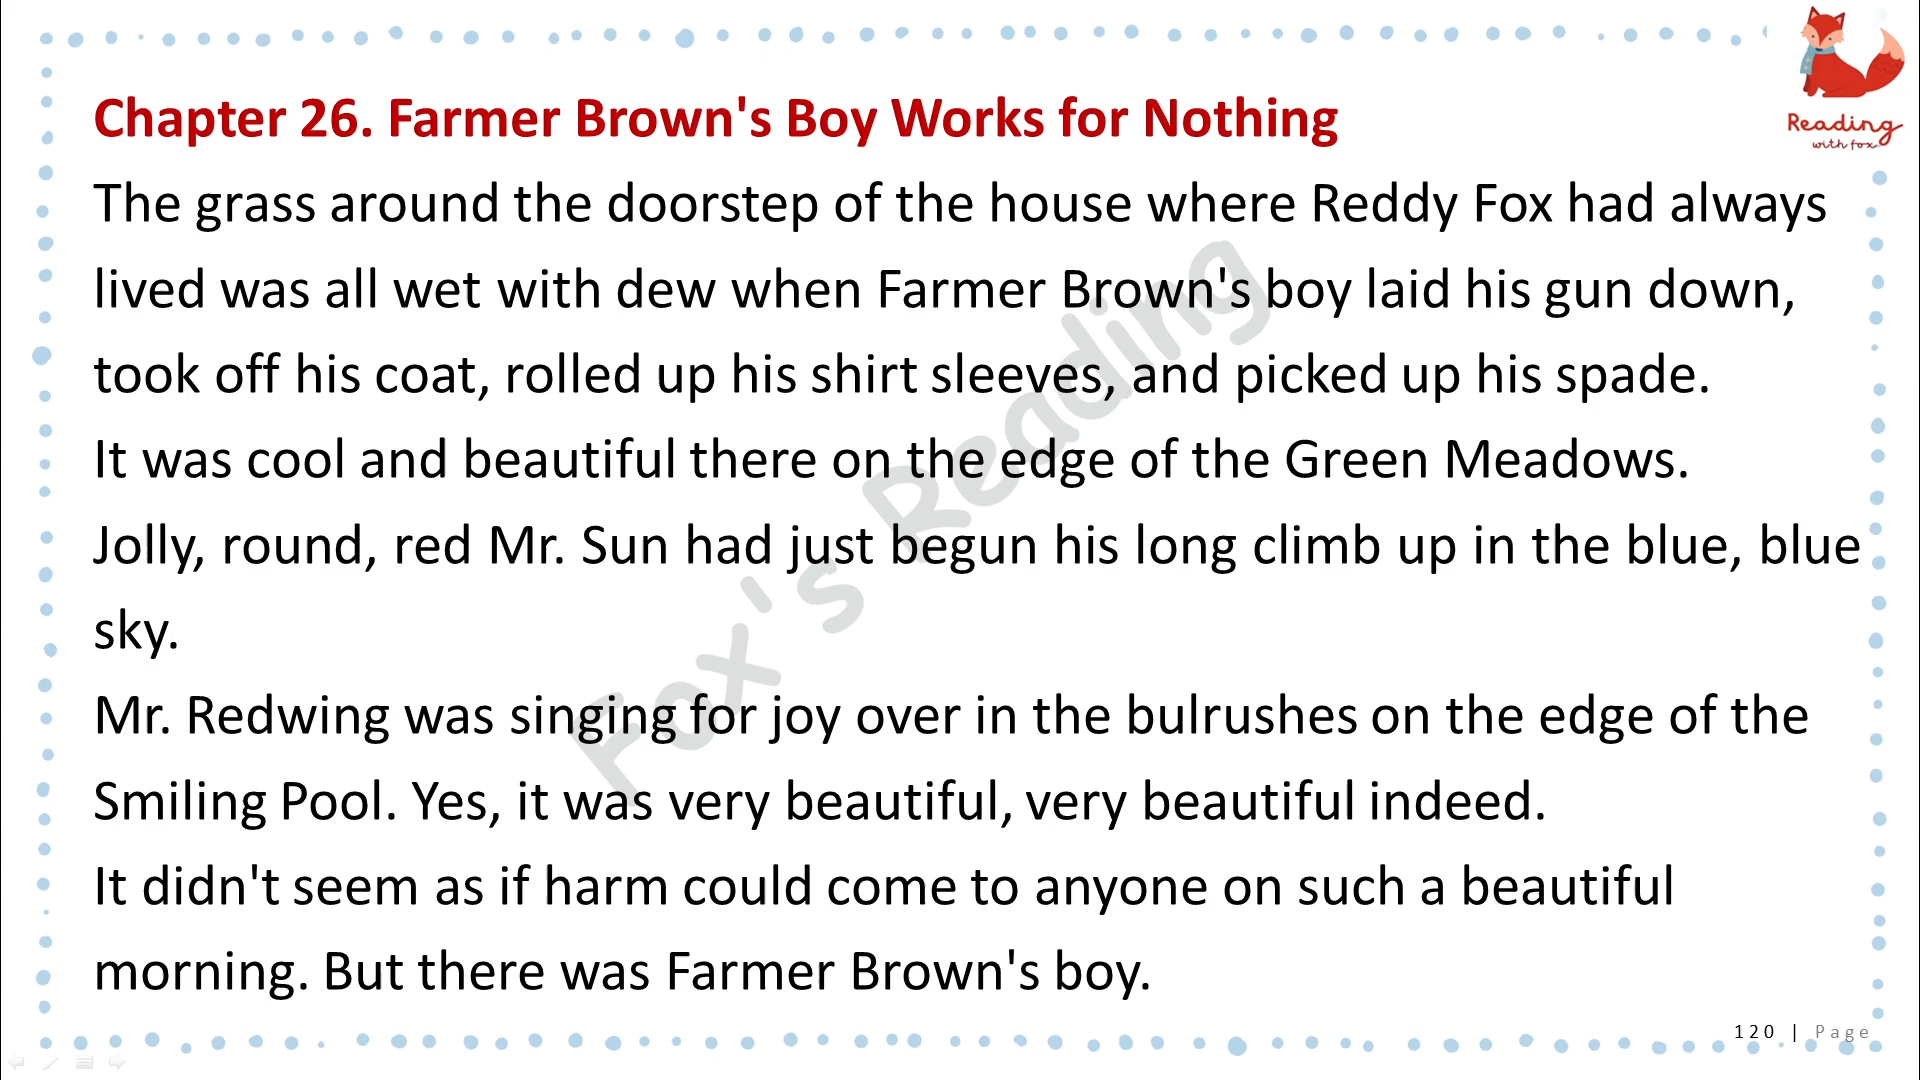 Reading
with fox
Chapter 26. Farmer Brown's Boy Works for Nothing
The grass around the doorstep of the house where Reddy Fox had always
lived was all wet with dew when Farmer Brown's boy laid his gun down,
took off his coat, rolled up his shirt sleeves, and picked up his spade.
It was cool and beautiful there on the edge of the Green Meadows.
Jolly, round, red Mr. Sun had just begun his long climb up in the blue, blue
sky.
Mr. Redwing was singing for joy over in the bulrushes on the edge of the
Smiling Pool. Yes, it was very beautiful, very beautiful indeed.
It didn't seem as if harm could come to anyone on such a beautiful
morning. But there was Farmer Brown's boy.
Fox's Reading
120 | Page